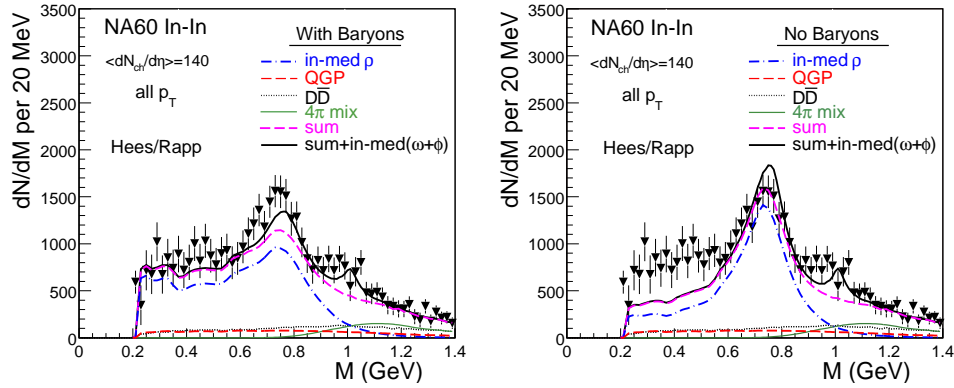 NA60 In-In
<dN_ch/dη>=140
all p_T
Hees/Rapp
With Baryons
in-med ρ
QGP
DD̅
4π mix
sum
sum+in-med(ω+ϕ)
dN/dM per 20 MeV
3500
3000
2500
2000
1500
1000
500
0
0 0.2 0.4 0.6 0.8 1 1.2 1.4
M (GeV)
NA60 In-In
<dN_ch/dη>=140
all p_T
Hees/Rapp
No Baryons
in-med ρ
QGP
DD̅
4π mix
sum
sum+in-med(ω+ϕ)
dN/dM per 20 MeV
3500
3000
2500
2000
1500
1000
500
0
0 0.2 0.4 0.6 0.8 1 1.2 1.4
M (GeV)